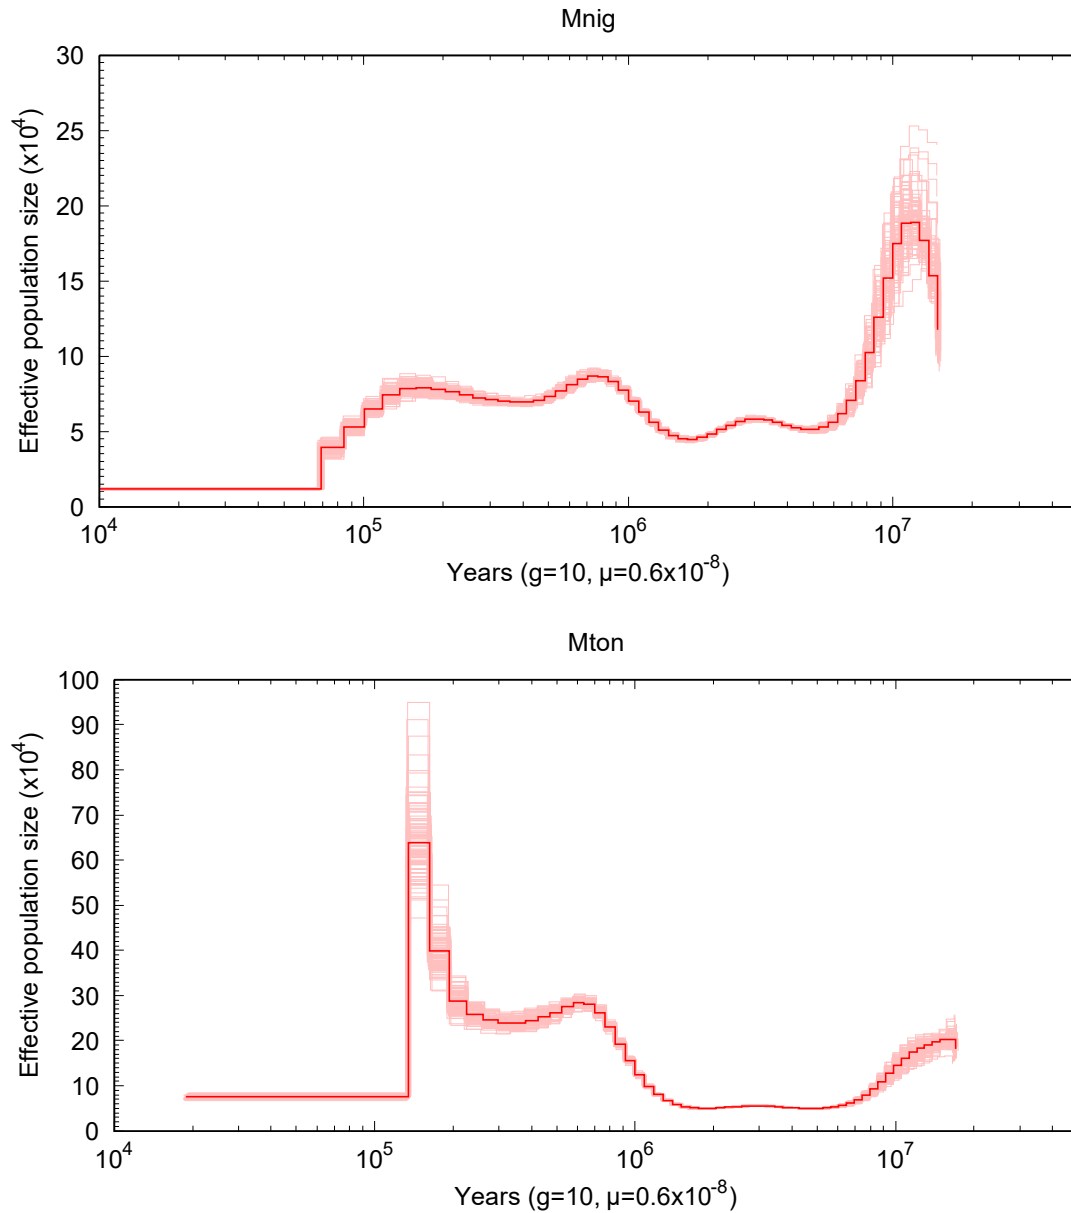 Mnig
Effective population size (x10⁴)
30
25
20
15
10
5
0
10⁴ 10⁵ 10⁶ 10⁷
Years (g=10, µ=0.6x10⁻⁸)
Mton
Effective population size (x10⁴)
100
90
80
70
60
50
40
30
20
10
0
10⁴ 10⁵ 10⁶ 10⁷
Years (g=10, µ=0.6x10⁻⁸)